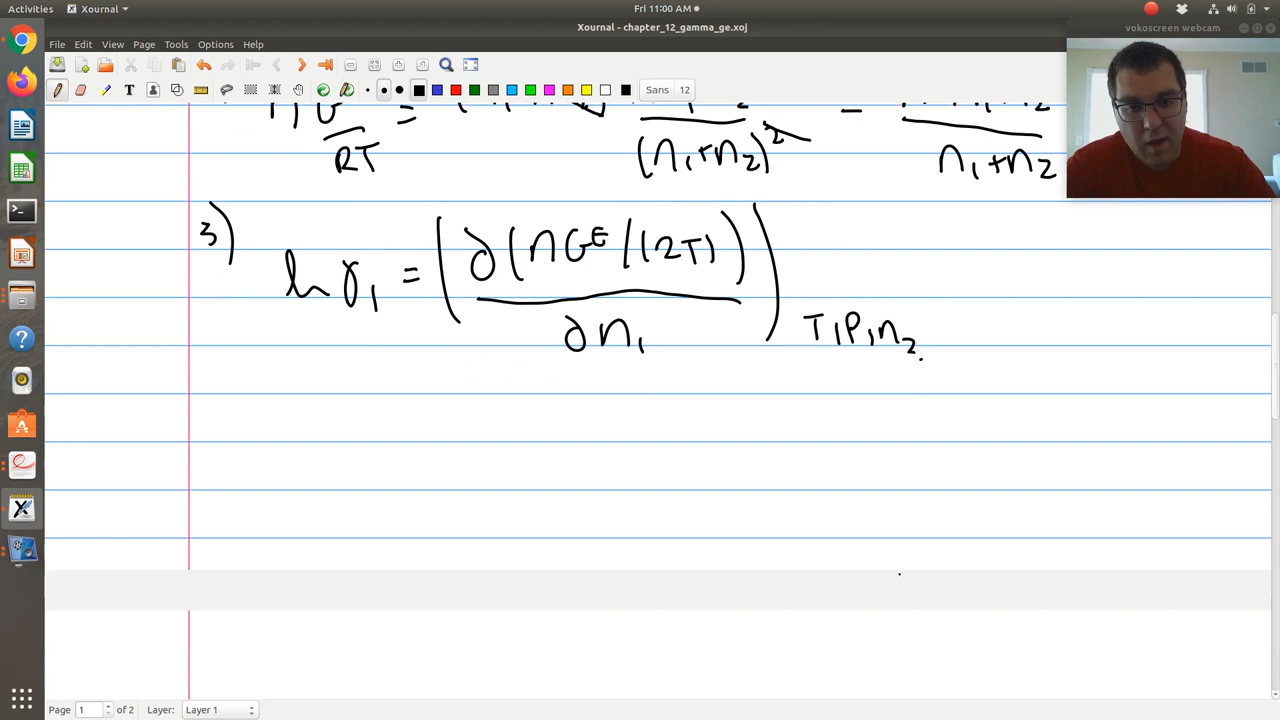 Activities Xournal Fri 11:00 AM
Xournal - chapter_12_gamma_ge.xoj
vokoscreen webcam
File Edit View Page Tools Options Help
Sans 12
RT (n₁+n₂)² n₁+n₂
3) ln γ₁ = (∂(nGᴱ/(RT))/∂n₁) T,P,n₂
Page 1 of 2 Layer: Layer 1